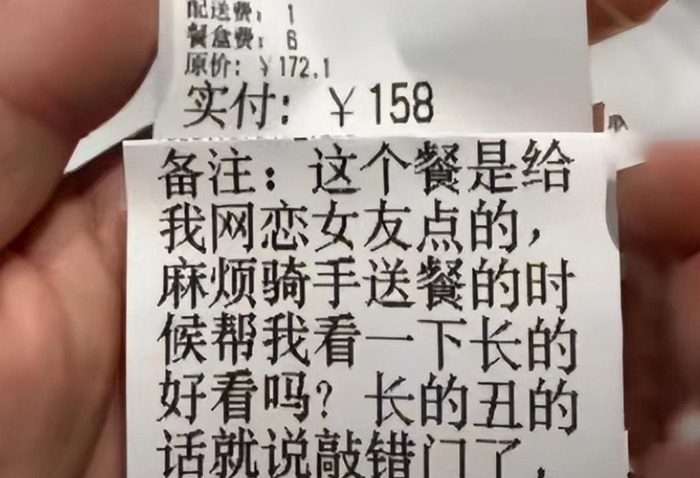 配送费: 1
餐盒费: 6
原价: ￥172.1
实付: ￥158
备注: 这个餐是给
我网恋女友点的,
麻烦骑手送餐的时
候帮我看一下长的
好看吗? 长的丑的
话就说敲错门了,